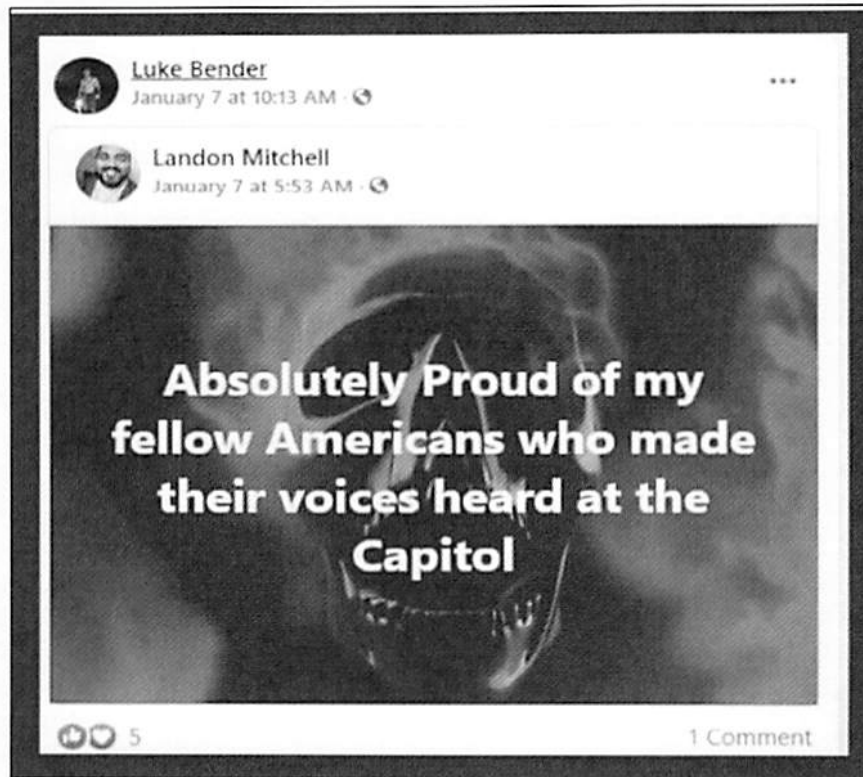 Luke Bender
January 7 at 10:13 AM ·
Landon Mitchell
January 7 at 5:53 AM ·
Absolutely Proud of my
fellow Americans who made
their voices heard at the
Capitol
5
1 Comment